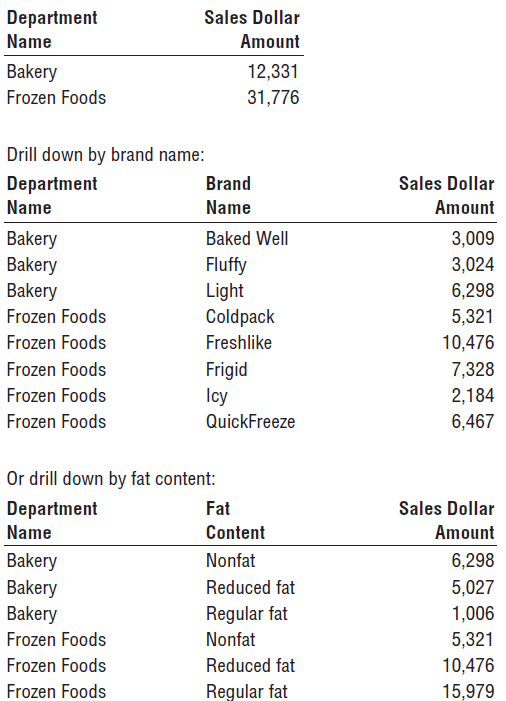 Department Sales Dollar
Name Amount
Bakery 12,331
Frozen Foods 31,776
Drill down by brand name:
Department Brand Sales Dollar
Name Name Amount
Bakery Baked Well 3,009
Bakery Fluffy 3,024
Bakery Light 6,298
Frozen Foods Coldpack 5,321
Frozen Foods Freshlike 10,476
Frozen Foods Frigid 7,328
Frozen Foods Icy 2,184
Frozen Foods QuickFreeze 6,467
Or drill down by fat content:
Department Fat Sales Dollar
Name Content Amount
Bakery Nonfat 6,298
Bakery Reduced fat 5,027
Bakery Regular fat 1,006
Frozen Foods Nonfat 5,321
Frozen Foods Reduced fat 10,476
Frozen Foods Regular fat 15,979